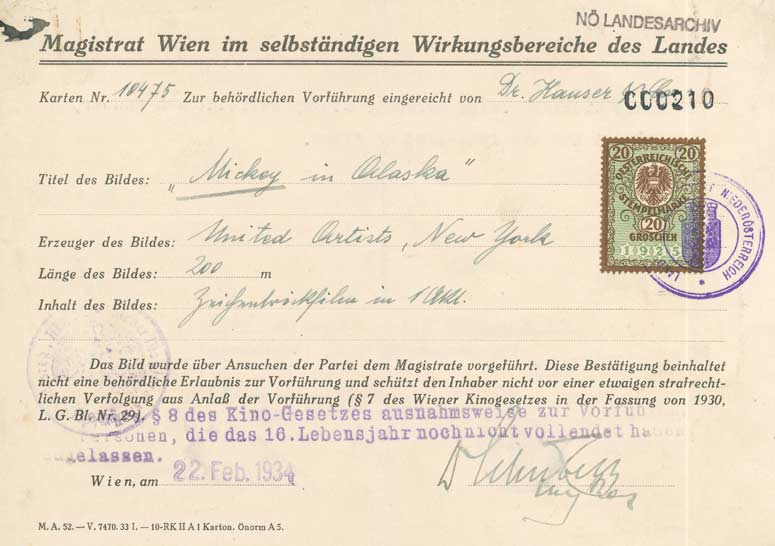 NÖ LANDESARCHIV
Magistrat Wien im selbständigen Wirkungsbereiche des Landes
Karten Nr. 10475 Zur behördlichen Vorführung eingereicht von Dr. Hauser
000210
Titel des Bildes: „Mickey in Alaska“
20 20
ÖSTERREICHISCHE
STEMPELMARKE
20
GROSCHEN
1925
NIEDERÖSTERREICH
Erzeuger des Bildes: United Artists, New York
Länge des Bildes: 200 m
Inhalt des Bildes: Zeichentrickfilm in 1 Akt.
Das Bild wurde über Ansuchen der Partei dem Magistrate vorgeführt. Diese Bestätigung beinhaltet
nicht eine behördliche Erlaubnis zur Vorführung und schützt den Inhaber nicht vor einer etwaigen strafrecht-
lichen Verfolgung aus Anlaß der Vorführung (§ 7 des Wiener Kinogesetzes in der Fassung von 1930,
L. G. Bl. Nr. 29).
§ 8 des Kino-Gesetzes ausnahmsweise zur
die das 16. Lebensjahr noch nicht vollendet haben
zugelassen.
Wien, am 22. Feb. 1934
M. A. 52. — V. 7470. 33 I. — 10-RK II A 1 Karton. Önorm A 5.